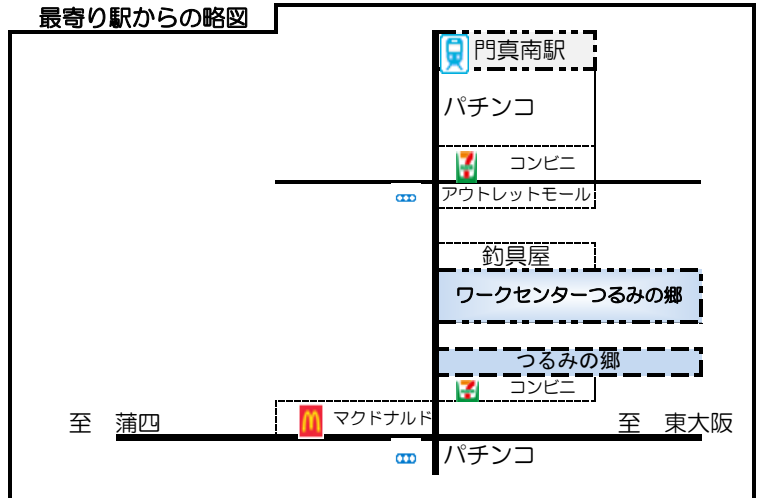 最寄り駅からの略図
門真南駅
パチンコ
コンビニ
アウトレットモール
釣具屋
ワークセンターつるみの郷
つるみの郷
コンビニ
マクドナルド
至　蒲四
至　東大阪
パチンコ